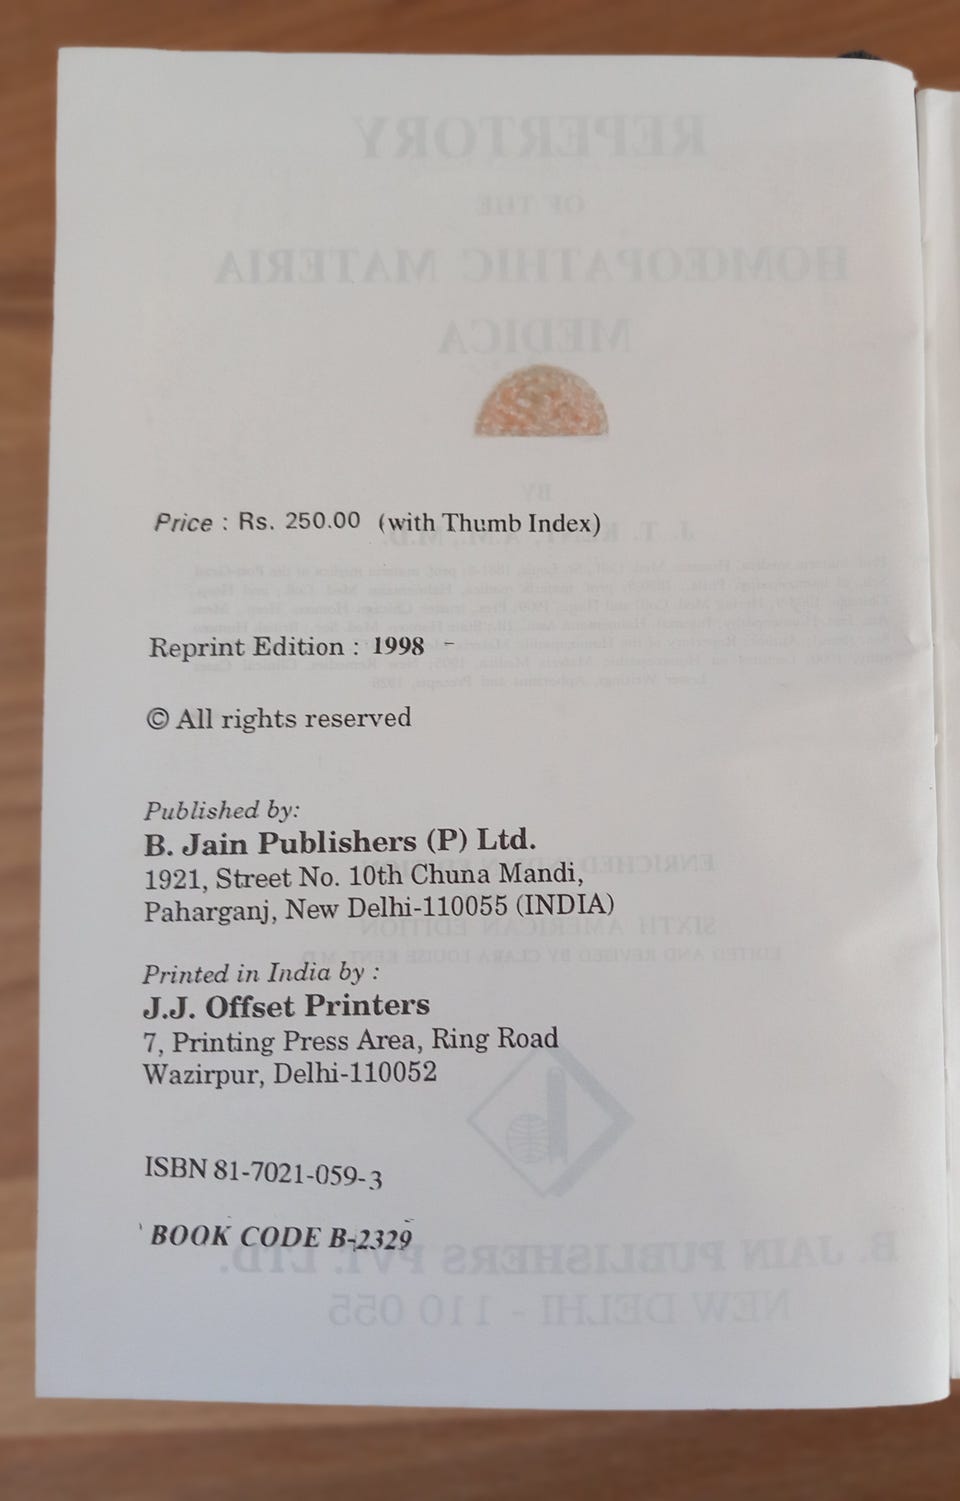 Price : Rs. 250.00 (with Thumb Index)
Reprint Edition : 1998
© All rights reserved
Published by:
B. Jain Publishers (P) Ltd.
1921, Street No. 10th Chuna Mandi,
Paharganj, New Delhi-110055 (INDIA)
Printed in India by :
J.J. Offset Printers
7, Printing Press Area, Ring Road
Wazirpur, Delhi-110052
ISBN 81-7021-059-3
BOOK CODE B-2329